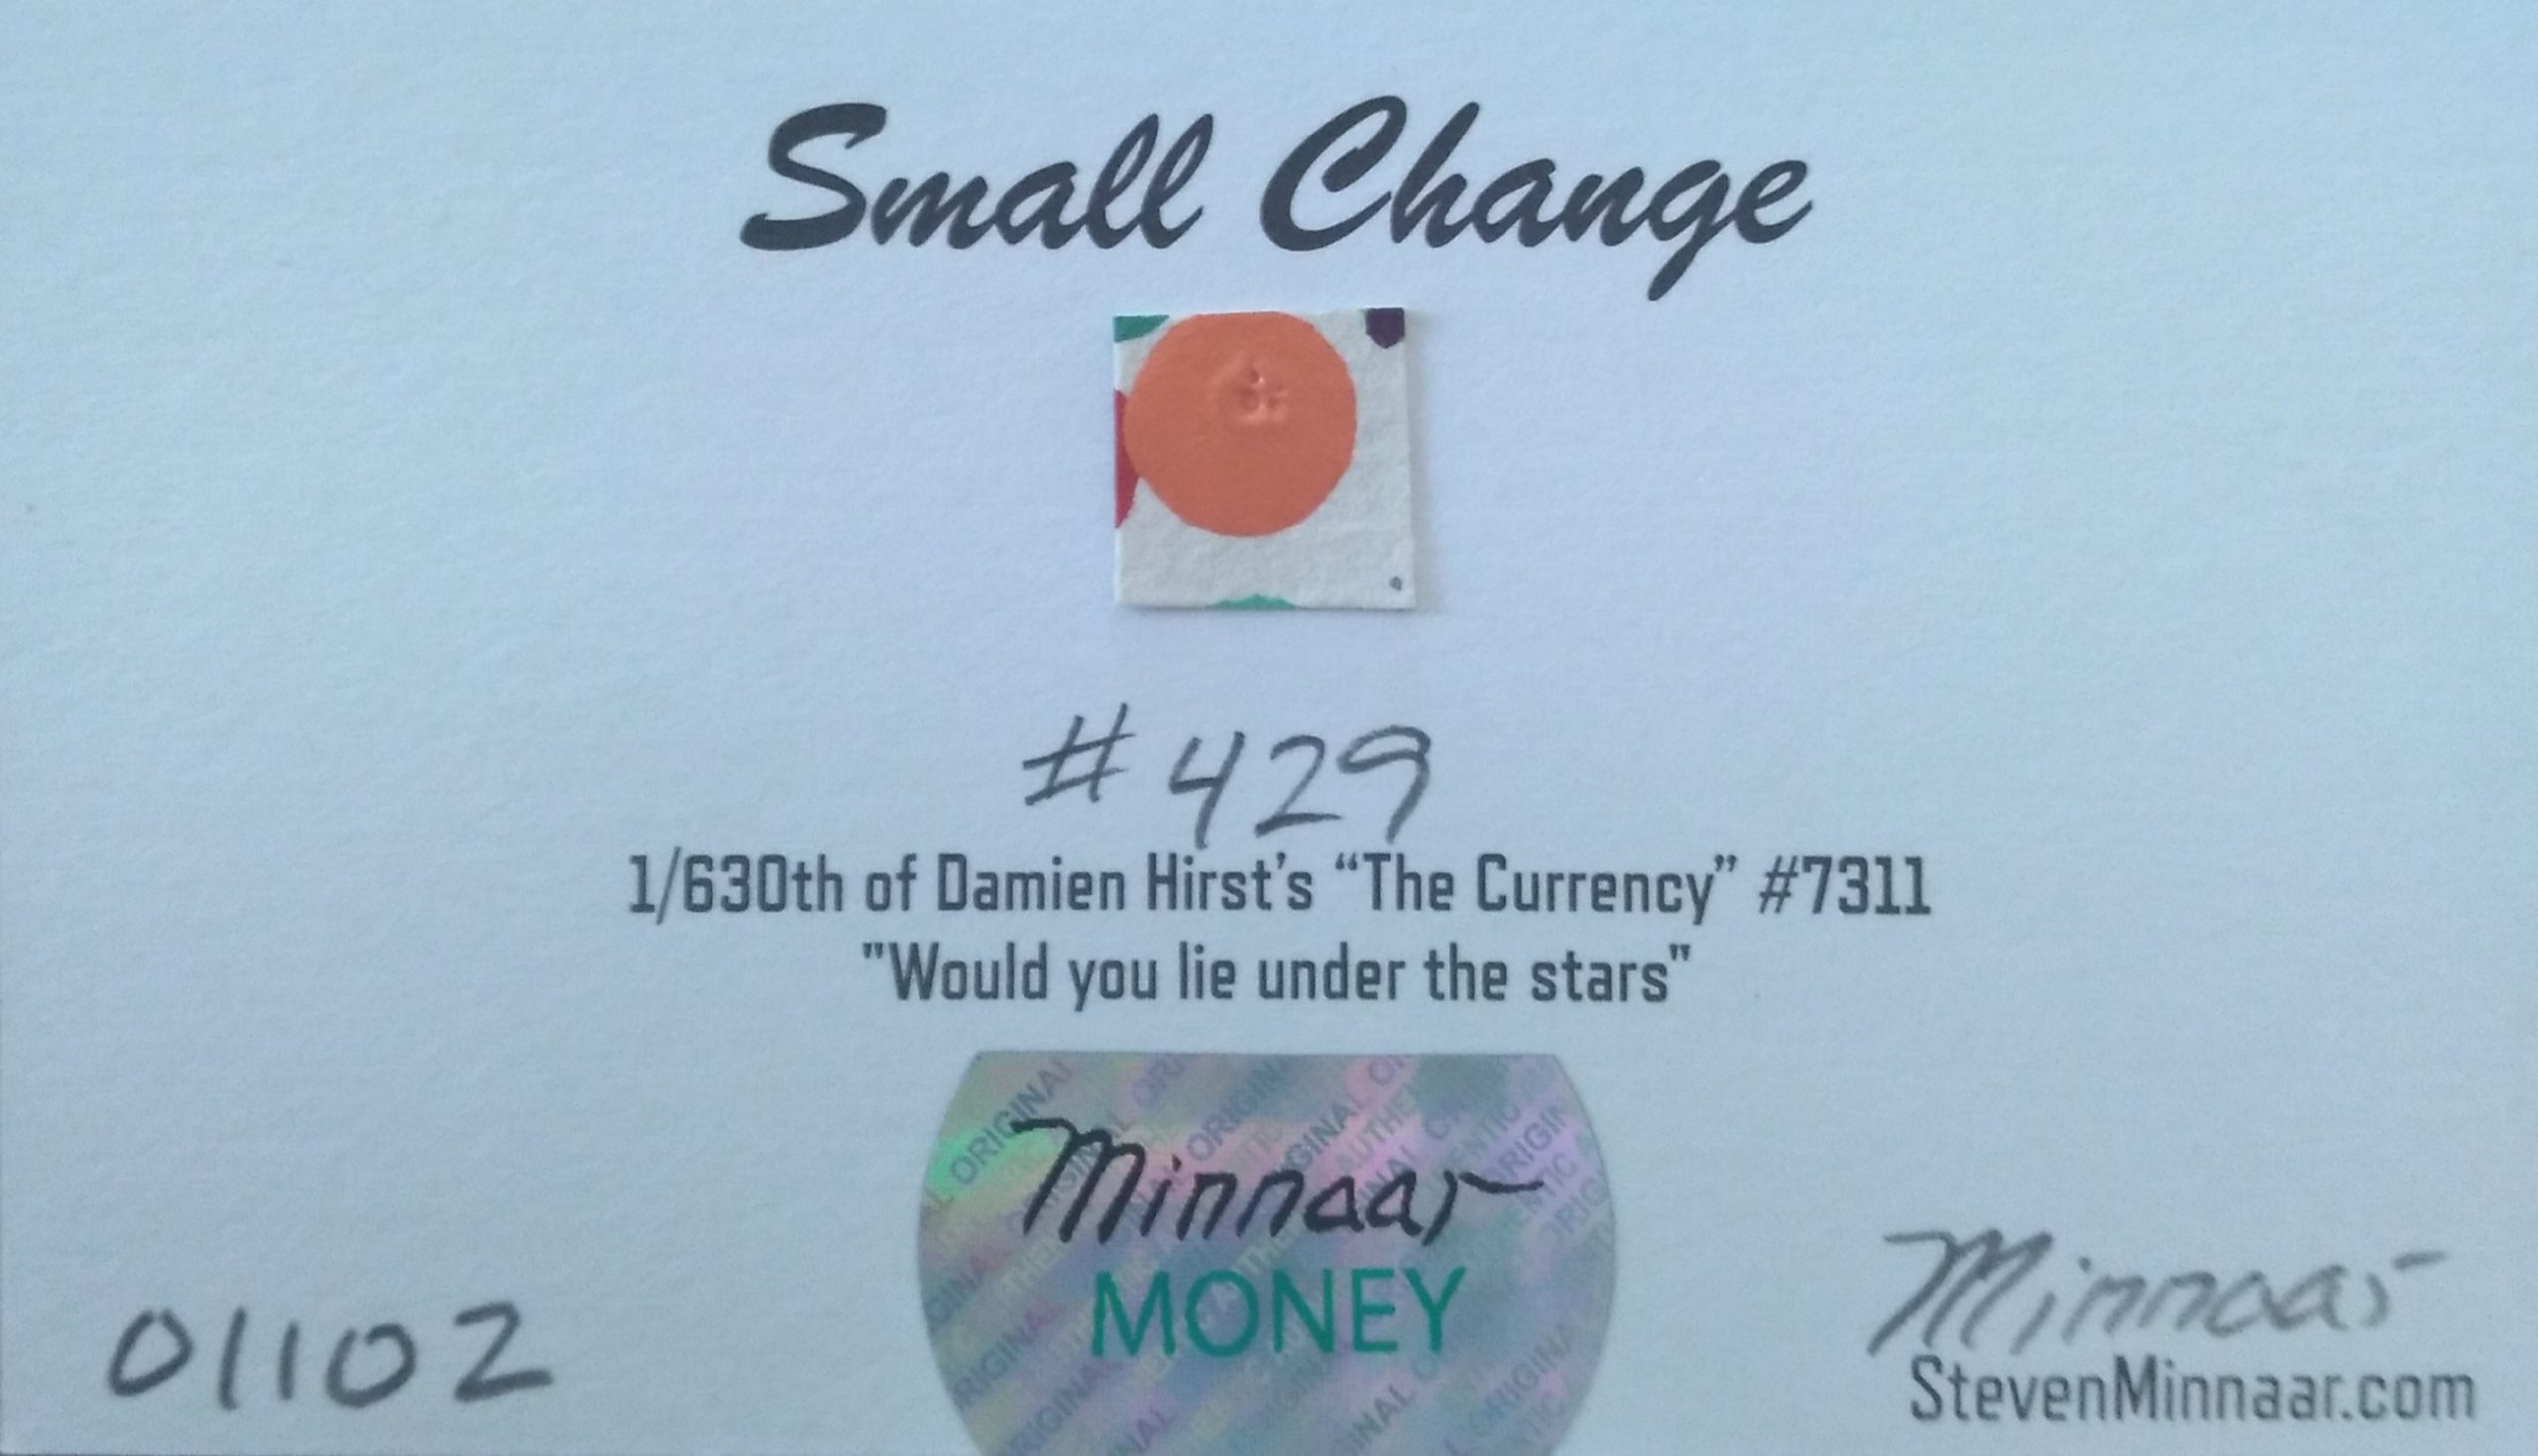 Small Change
#429
1/630th of Damien Hirst's “The Currency” #7311
"Would you lie under the stars"
Minnaar
MONEY
01102
Minnaar
StevenMinnaar.com